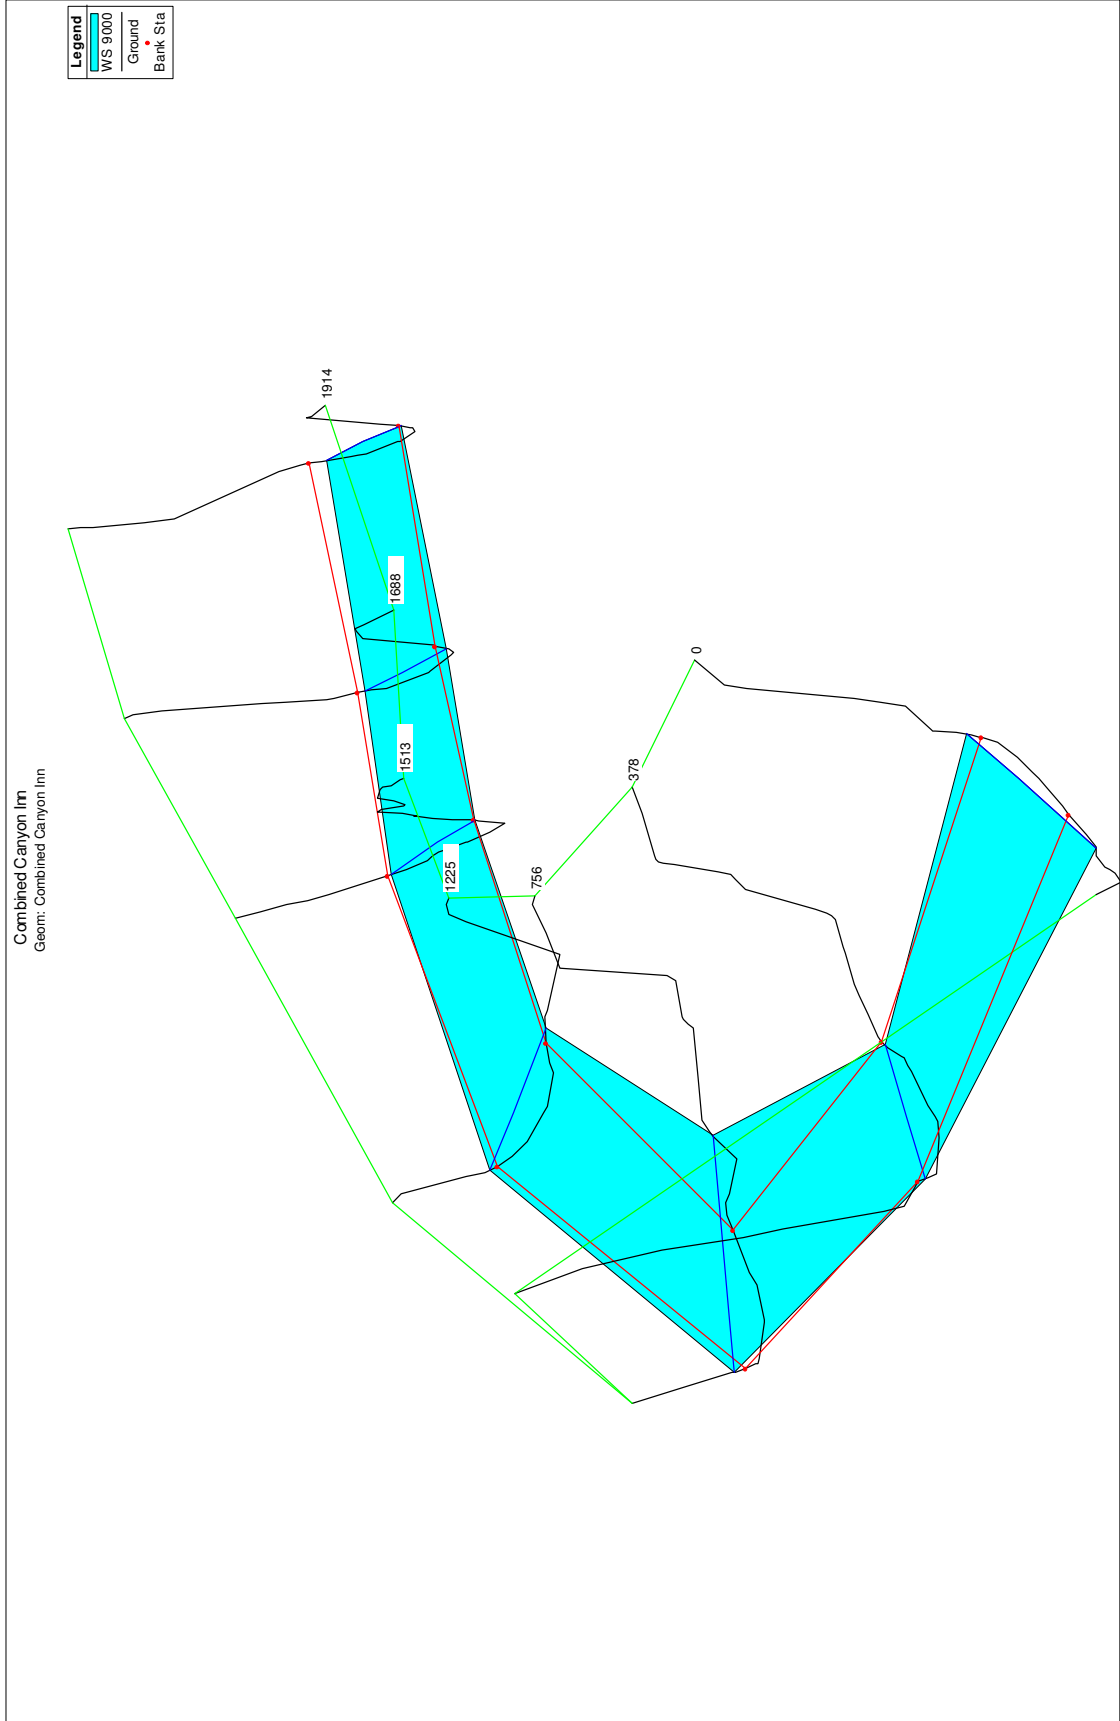 Combined Canyon Inn
Geom: Combined Canyon Inn
Legend
WS 9000
Ground
Bank Sta
1914
1688
1513
1225
756
378
0